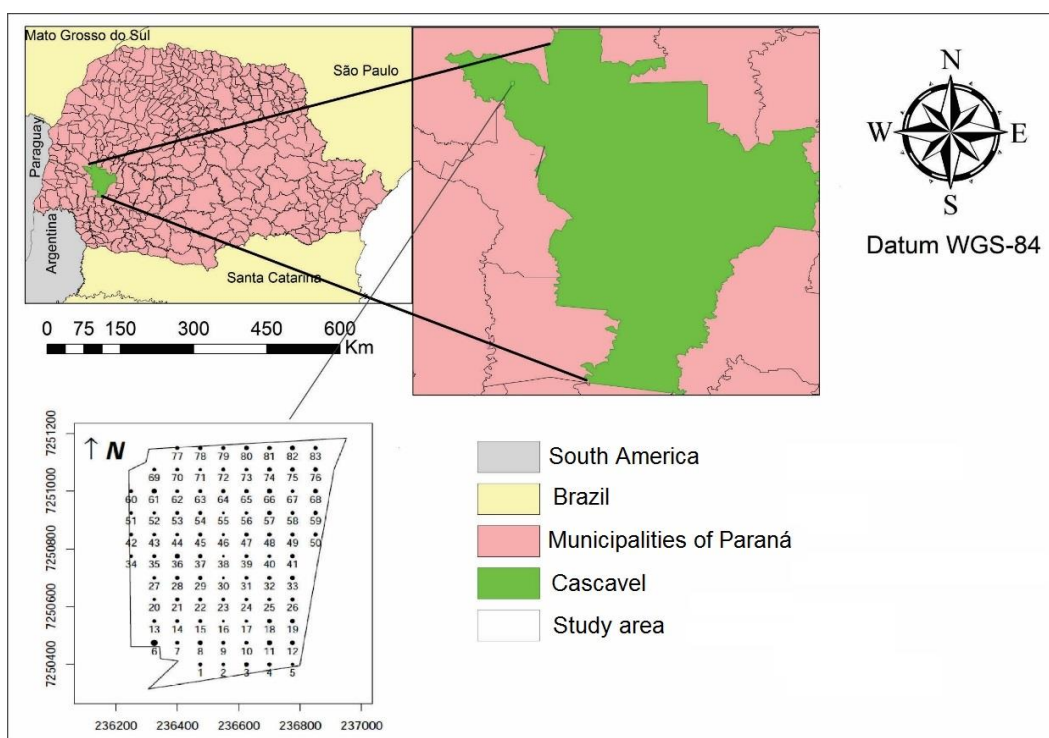 Mato Grosso do Sul
São Paulo
Paraguay
Argentina
Santa Catarina
0 75 150 300 450 600
Km
N
W E
S
Datum WGS-84
South America
Brazil
Municipalities of Paraná
Cascavel
Study area
↑ N
7251200
7251000
7250800
7250600
7250400
77 78 79 80 81 82 83
69 70 71 72 73 74 75 76
60 61 62 63 64 65 66 67 68
51 52 53 54 55 56 57 58 59
42 43 44 45 46 47 48 49 50
34 35 36 37 38 39 40 41
27 28 29 30 31 32 33
20 21 22 23 24 25 26
13 14 15 16 17 18 19
6 7 8 9 10 11 12
1 2 3 4 5
236200 236400 236600 236800 237000